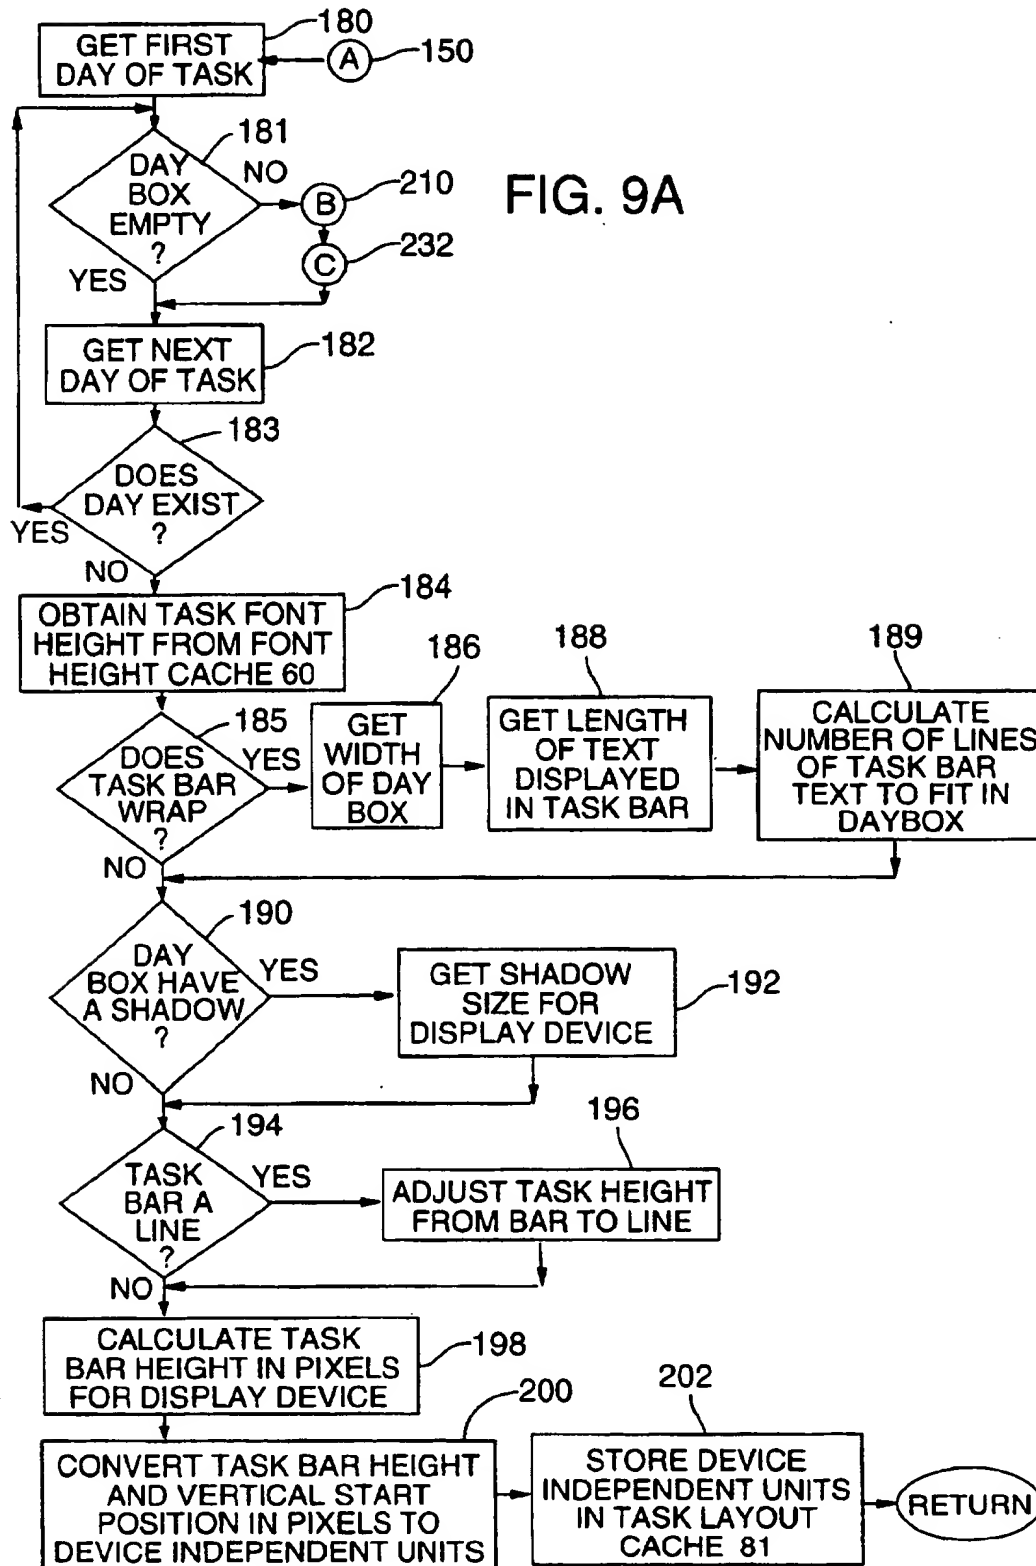 180
GET FIRST
DAY OF TASK
A
150
181
DAY
BOX
EMPTY
?
NO
B
210
FIG. 9A
C
232
YES
GET NEXT
DAY OF TASK
182
183
DOES
DAY EXIST
?
YES
NO
184
OBTAIN TASK FONT
HEIGHT FROM FONT
HEIGHT CACHE 60
185
DOES
TASK BAR
WRAP
?
YES
NO
186
GET
WIDTH
OF DAY
BOX
188
GET LENGTH
OF TEXT
DISPLAYED
IN TASK BAR
189
CALCULATE
NUMBER OF LINES
OF TASK BAR
TEXT TO FIT IN
DAYBOX
190
DAY
BOX HAVE
A SHADOW
?
YES
NO
GET SHADOW
SIZE FOR
DISPLAY DEVICE
192
194
TASK
BAR A
LINE
?
YES
NO
196
ADJUST TASK HEIGHT
FROM BAR TO LINE
CALCULATE TASK
BAR HEIGHT IN PIXELS
FOR DISPLAY DEVICE
198
200
CONVERT TASK BAR HEIGHT
AND VERTICAL START
POSITION IN PIXELS TO
DEVICE INDEPENDENT UNITS
202
STORE DEVICE
INDEPENDENT UNITS
IN TASK LAYOUT
CACHE 81
RETURN